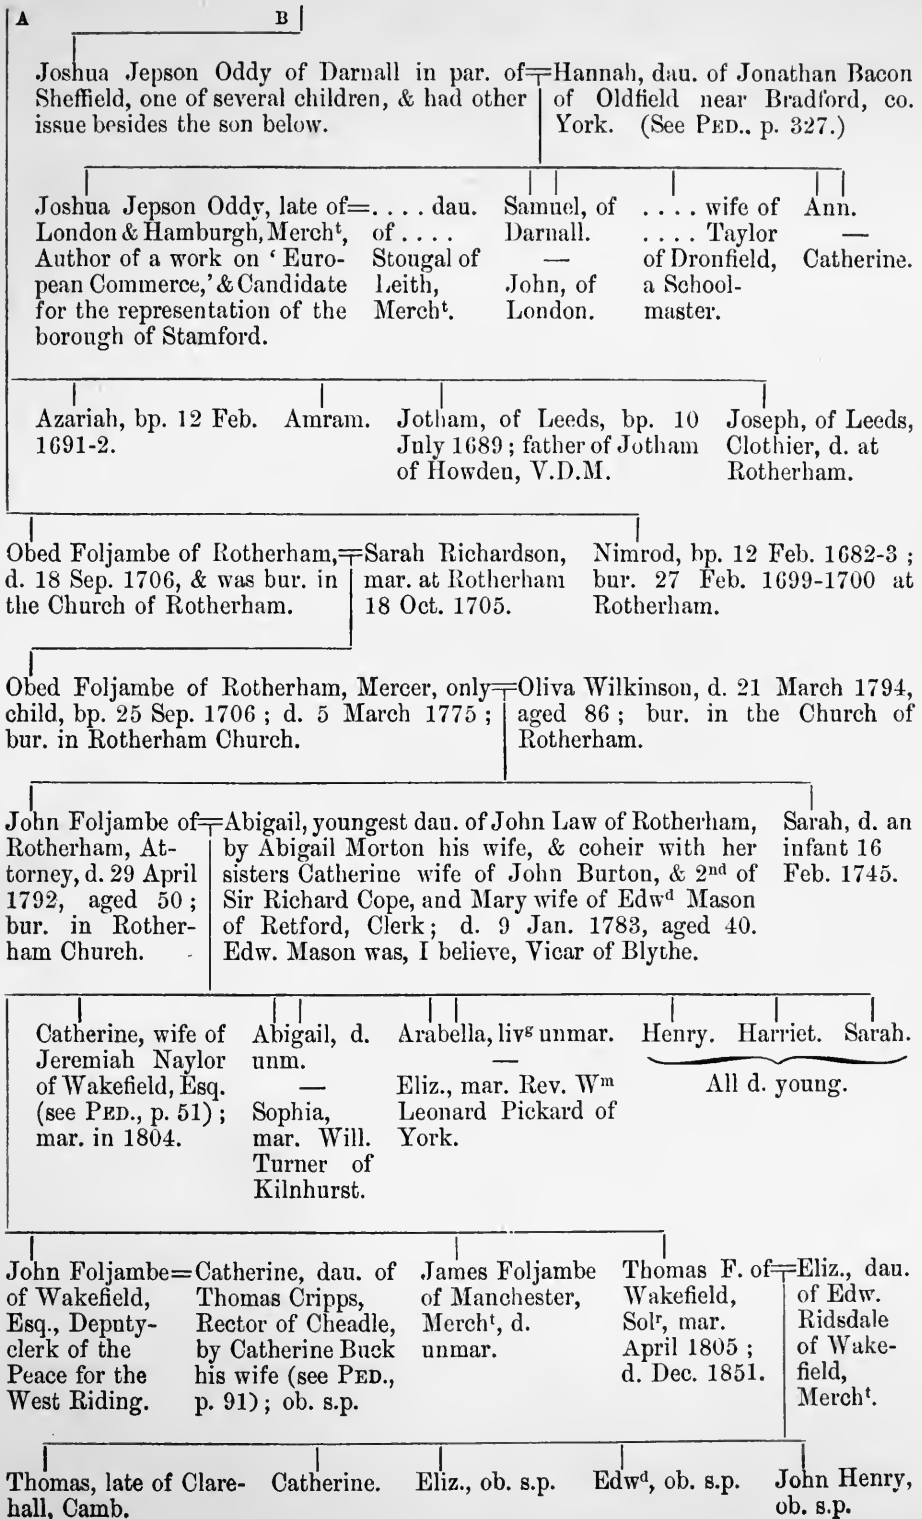 A B
Joshua Jepson Oddy of Darnall in par. of
Sheffield, one of several children, & had other
issue besides the son below.
Hannah, dau. of Jonathan Bacon
of Oldfield near Bradford, co.
York. (See PED., p. 327.)
Joshua Jepson Oddy, late of
London & Hamburgh, Mercht,
Author of a work on ‘Euro-
pean Commerce,’ & Candidate
for the representation of the
borough of Stamford.
=. . . . dau.
of . . . .
Stougal of
Leith,
Mercht.
Samuel, of
Darnall.
—
John, of
London.
. . . . wife of
. . . . Taylor
of Dronfield,
a School-
master.
Ann.
—
Catherine.
Azariah, bp. 12 Feb.
1691-2.
Amram.
Jotham, of Leeds, bp. 10
July 1689; father of Jotham
of Howden, V.D.M.
Joseph, of Leeds,
Clothier, d. at
Rotherham.
Obed Foljambe of Rotherham,
d. 18 Sep. 1706, & was bur. in
the Church of Rotherham.
Sarah Richardson,
mar. at Rotherham
18 Oct. 1705.
Nimrod, bp. 12 Feb. 1682-3;
bur. 27 Feb. 1699-1700 at
Rotherham.
Obed Foljambe of Rotherham, Mercer, only
child, bp. 25 Sep. 1706; d. 5 March 1775;
bur. in Rotherham Church.
Oliva Wilkinson, d. 21 March 1794,
aged 86; bur. in the Church of
Rotherham.
John Foljambe of
Rotherham, At-
torney, d. 29 April
1792, aged 50;
bur. in Rother-
ham Church.
Abigail, youngest dau. of John Law of Rotherham,
by Abigail Morton his wife, & coheir with her
sisters Catherine wife of John Burton, & 2nd of
Sir Richard Cope, and Mary wife of Edwd Mason
of Retford, Clerk; d. 9 Jan. 1783, aged 40.
Edw. Mason was, I believe, Vicar of Blythe.
Sarah, d. an
infant 16
Feb. 1745.
Catherine, wife of
Jeremiah Naylor
of Wakefield, Esq.
(see PED., p. 51);
mar. in 1804.
Abigail, d.
unm.
—
Sophia,
mar. Will.
Turner of
Kilnhurst.
Arabella, livg unmar.
—
Eliz., mar. Rev. Wm
Leonard Pickard of
York.
Henry. Harriet. Sarah.
All d. young.
John Foljambe
of Wakefield,
Esq., Deputy-
clerk of the
Peace for the
West Riding.
=Catherine, dau. of
Thomas Cripps,
Rector of Cheadle,
by Catherine Buck
his wife (see PED.,
p. 91); ob. s.p.
James Foljambe
of Manchester,
Mercht, d.
unmar.
Thomas F. of
Wakefield,
Solr, mar.
April 1805;
d. Dec. 1851.
Eliz., dau.
of Edw.
Ridsdale
of Wake-
field,
Mercht.
Thomas, late of Clare-
hall, Camb.
Catherine.
Eliz., ob. s.p.
Edwd, ob. s.p.
John Henry,
ob. s.p.